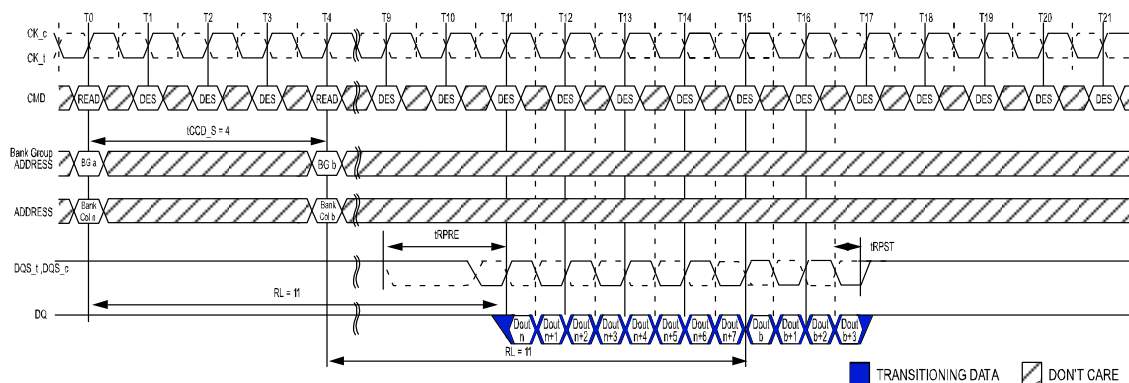 T0 T1 T2 T3 T4 T9 T10 T11 T12 T13 T14 T15 T16 T17 T18 T19 T20 T21
CK_c
CK_t
CMD READ DES DES DES READ DES DES DES DES DES DES DES DES DES DES DES DES DES
tCCD_S = 4
Bank Group
ADDRESS BG a BG b
ADDRESS Bank Col n Bank Col b
tRPRE tRPST
DQS_t ,DQS_c
RL = 11
DQ Dout n Dout n+1 Dout n+2 Dout n+3 Dout n+4 Dout n+5 Dout n+6 Dout n+7 Dout b Dout b+1 Dout b+2 Dout b+3
RL = 11
TRANSITIONING DATA DON'T CARE